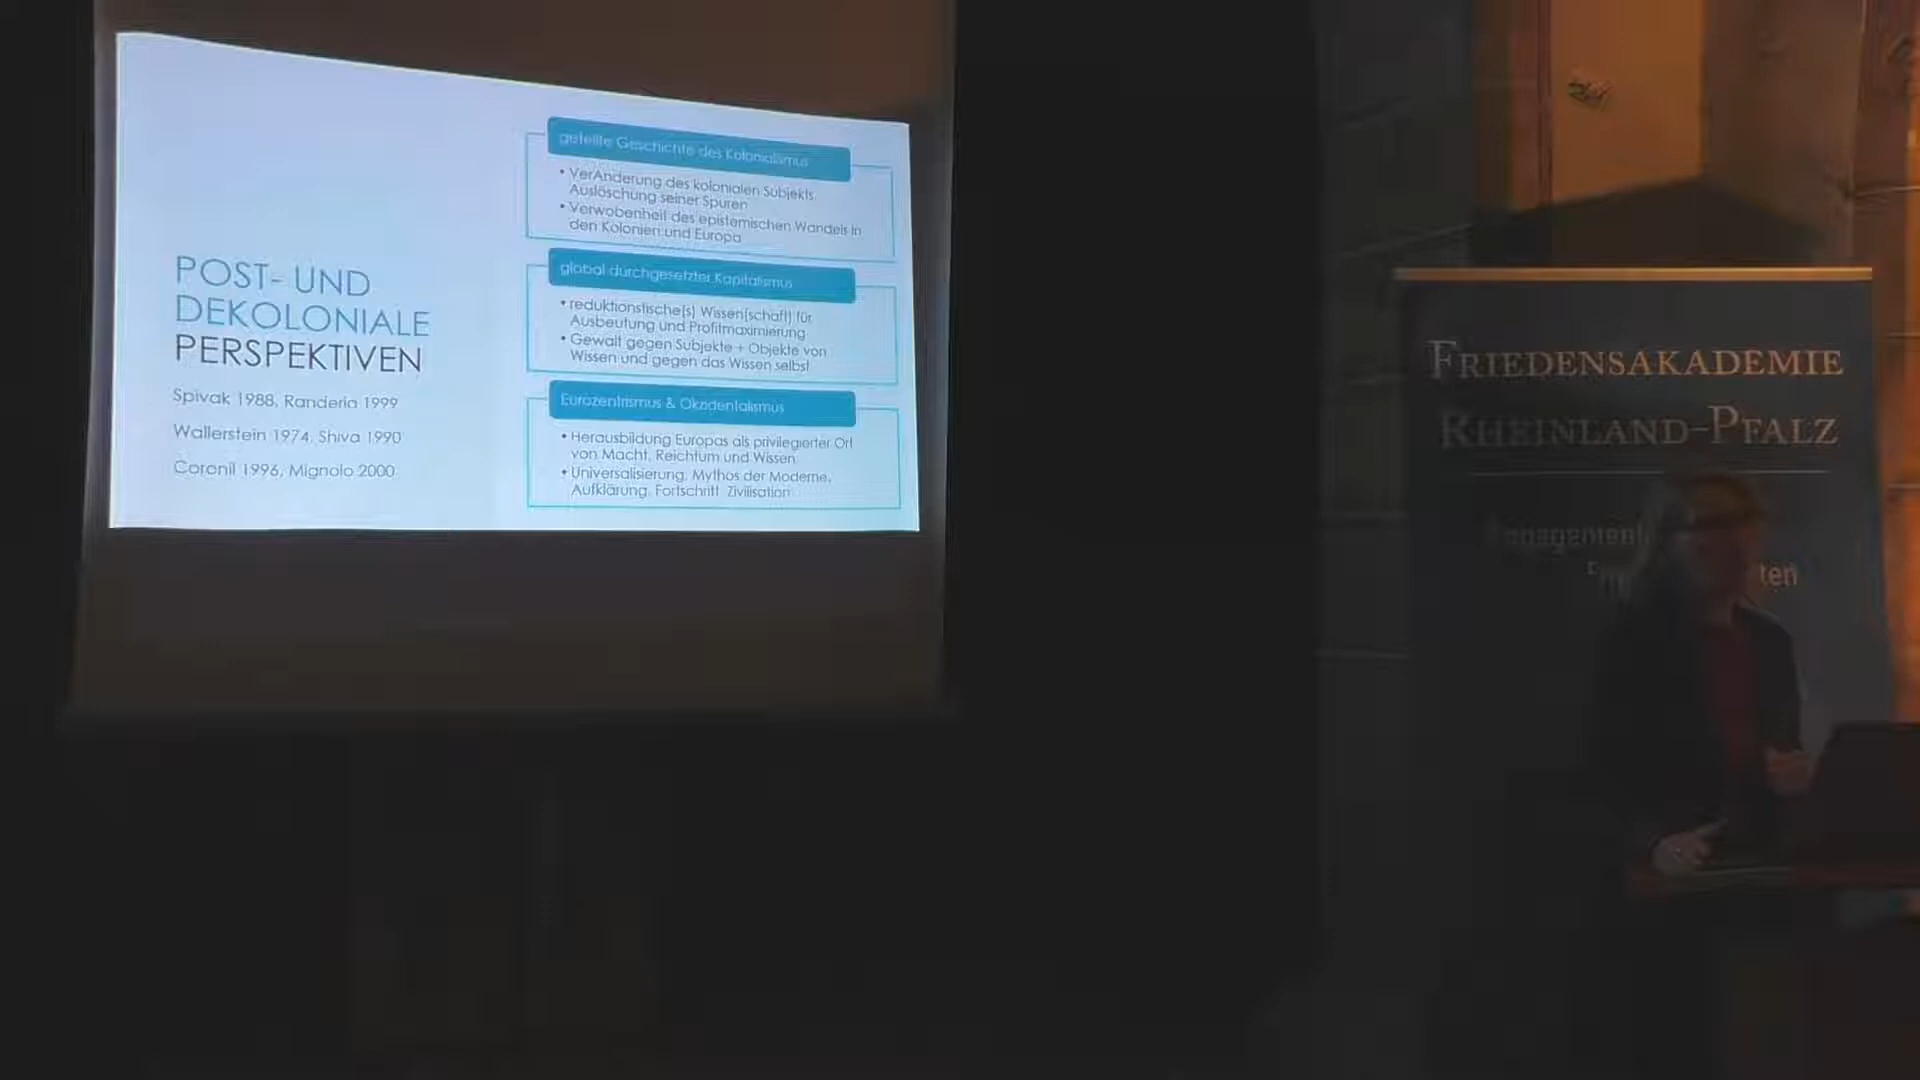 POST- UND
DEKOLONIALE
PERSPEKTIVEN
Spivak 1988, Randeria 1999
Wallerstein 1974, Shiva 1990
Coronil 1996, Mignolo 2000
geteilte Geschichte des Kolonialismus
• VerAnderung des kolonialen Subjekts,
Auslöschung seiner Spuren
• Verwobenheit des epistemischen Wandels in
den Kolonien und Europa
global durchgesetzter Kapitalismus
• reduktionstische(s) Wissen(schaft) für
Ausbeutung und Profitmaximierung
• Gewalt gegen Subjekte + Objekte von
Wissen und gegen das Wissen selbst
Eurozentrismus & Okzidentalismus
• Herausbildung Europas als privilegierter Ort
von Macht, Reichtum und Wissen
• Universalisierung, Mythos der Moderne,
Aufklärung, Fortschritt, Zivilisation
FRIEDENSAKADEMIE
RHEINLAND-PFALZ